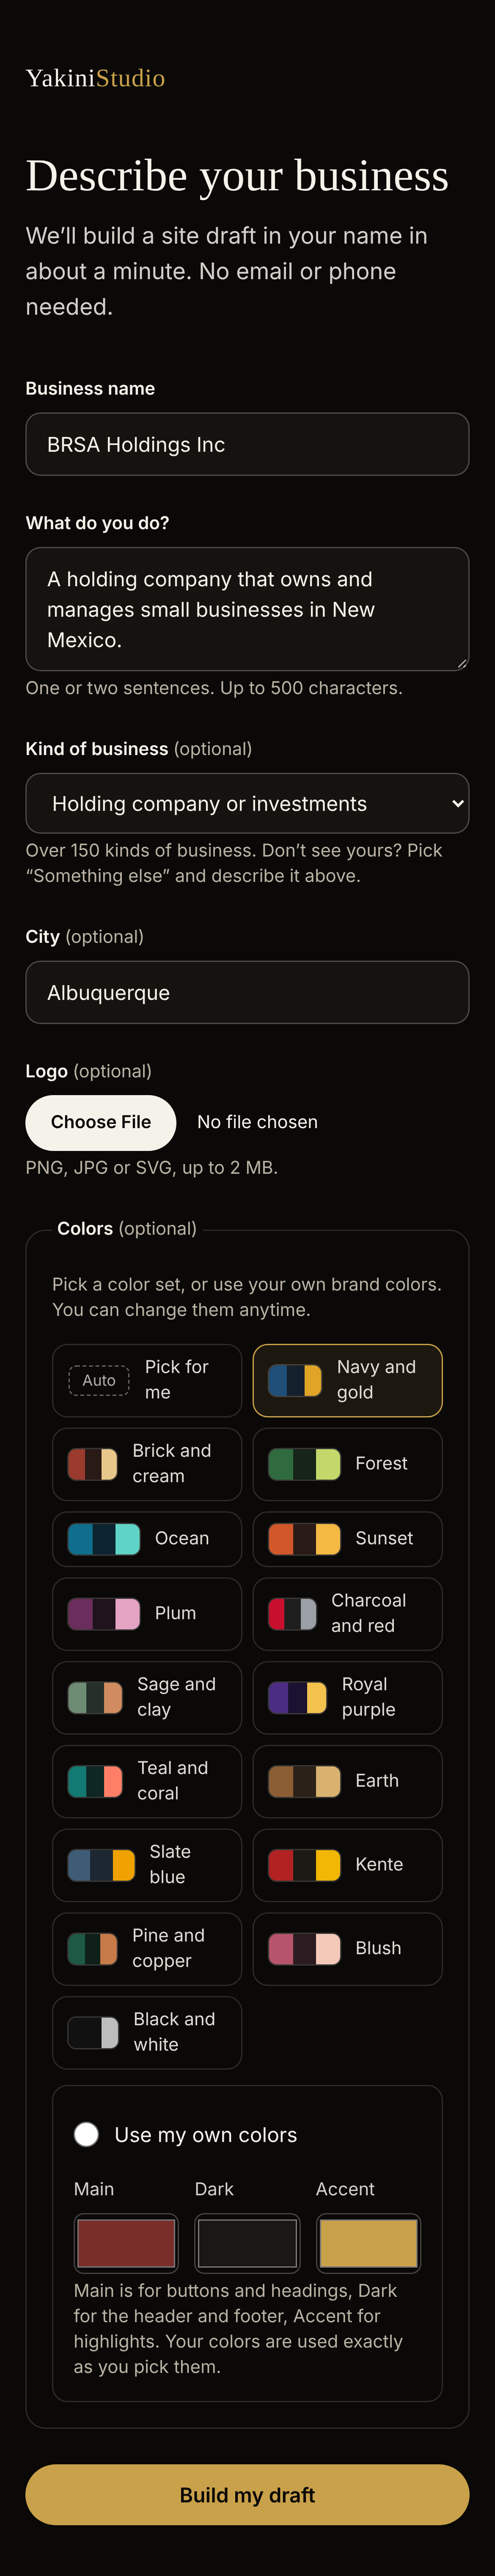 YakiniStudio
Describe your business
We’ll build a site draft in your name in
about a minute. No email or phone
needed.
Business name
BRSA Holdings Inc
What do you do?
A holding company that owns and
manages small businesses in New
Mexico.
One or two sentences. Up to 500 characters.
Kind of business (optional)
Holding company or investments
Over 150 kinds of business. Don’t see yours? Pick
“Something else” and describe it above.
City (optional)
Albuquerque
Logo (optional)
Choose File No file chosen
PNG, JPG or SVG, up to 2 MB.
Colors (optional)
Pick a color set, or use your own brand colors.
You can change them anytime.
Auto
Pick for
me
Navy and
gold
Brick and
cream
Forest
Ocean
Sunset
Plum
Charcoal
and red
Sage and
clay
Royal
purple
Teal and
coral
Earth
Slate
blue
Kente
Pine and
copper
Blush
Black and
white
Use my own colors
Main Dark Accent
Main is for buttons and headings, Dark
for the header and footer, Accent for
highlights. Your colors are used exactly
as you pick them.
Build my draft